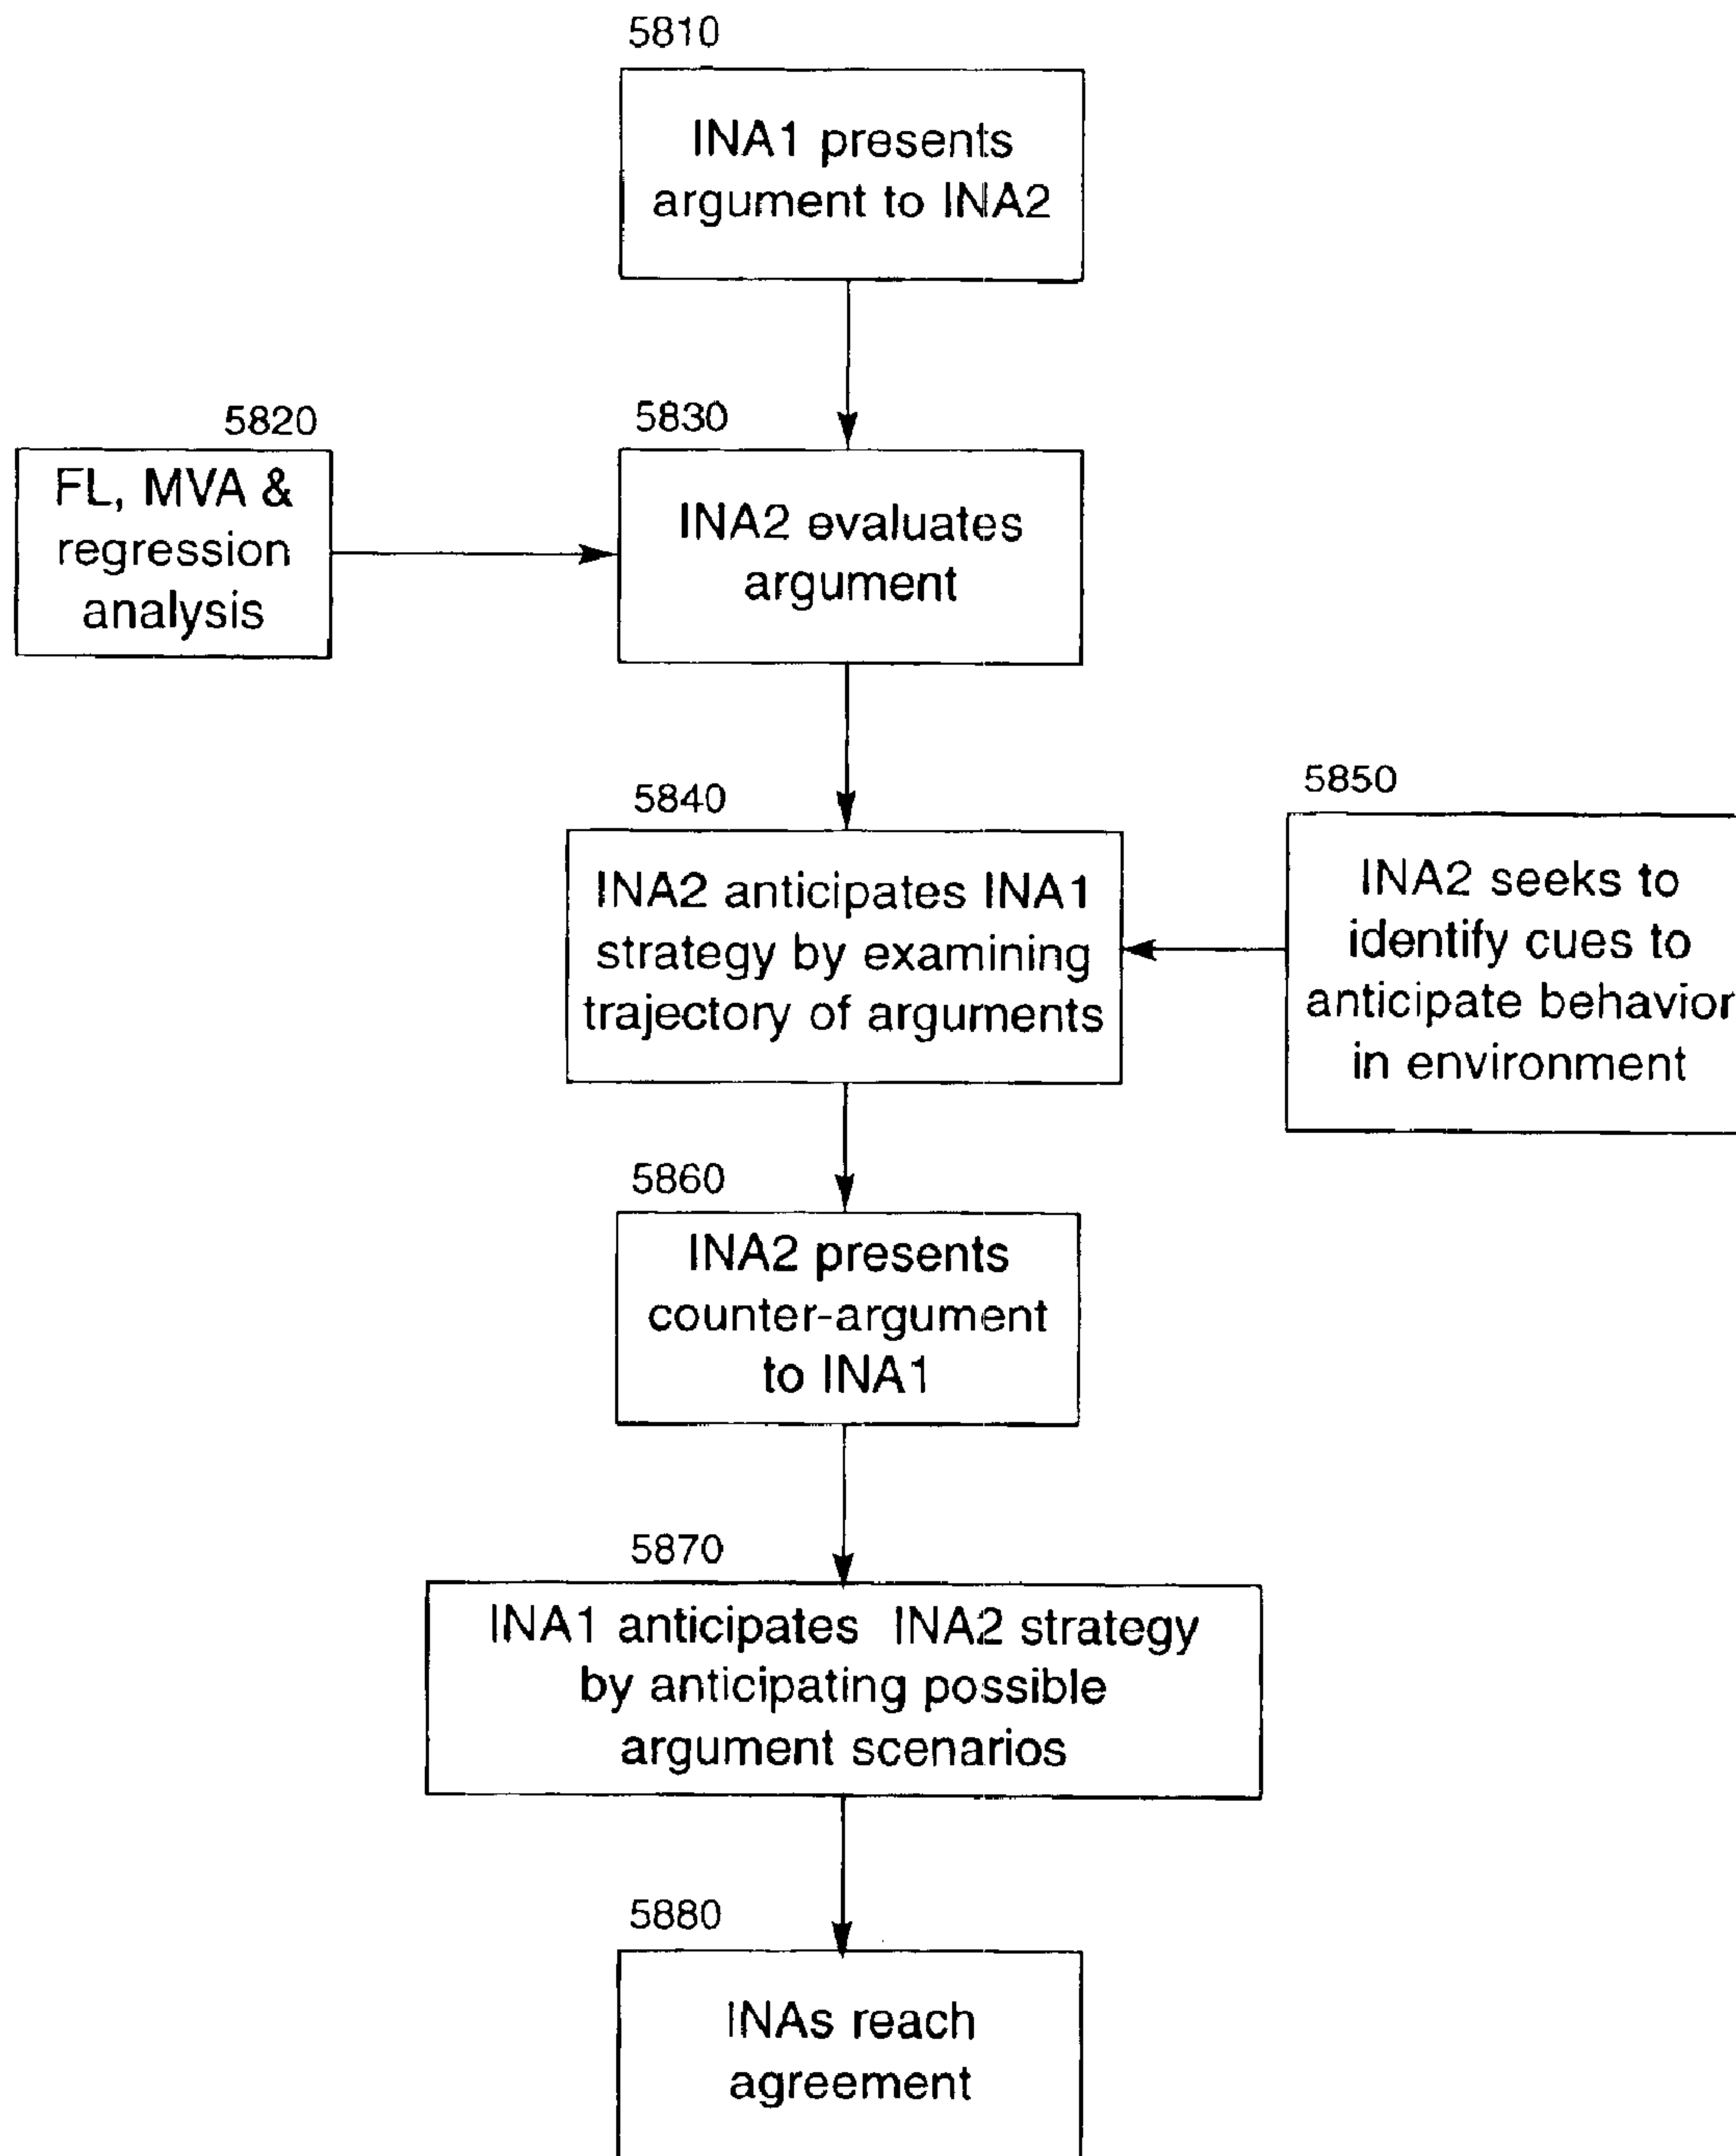 5810
INA1 presents
argument to INA2
5820
FL, MVA &
regression
analysis
5830
INA2 evaluates
argument
5840
INA2 anticipates INA1
strategy by examining
trajectory of arguments
5850
INA2 seeks to
identify cues to
anticipate behavior
in environment
5860
INA2 presents
counter-argument
to INA1
5870
INA1 anticipates INA2 strategy
by anticipating possible
argument scenarios
5880
INAs reach
agreement